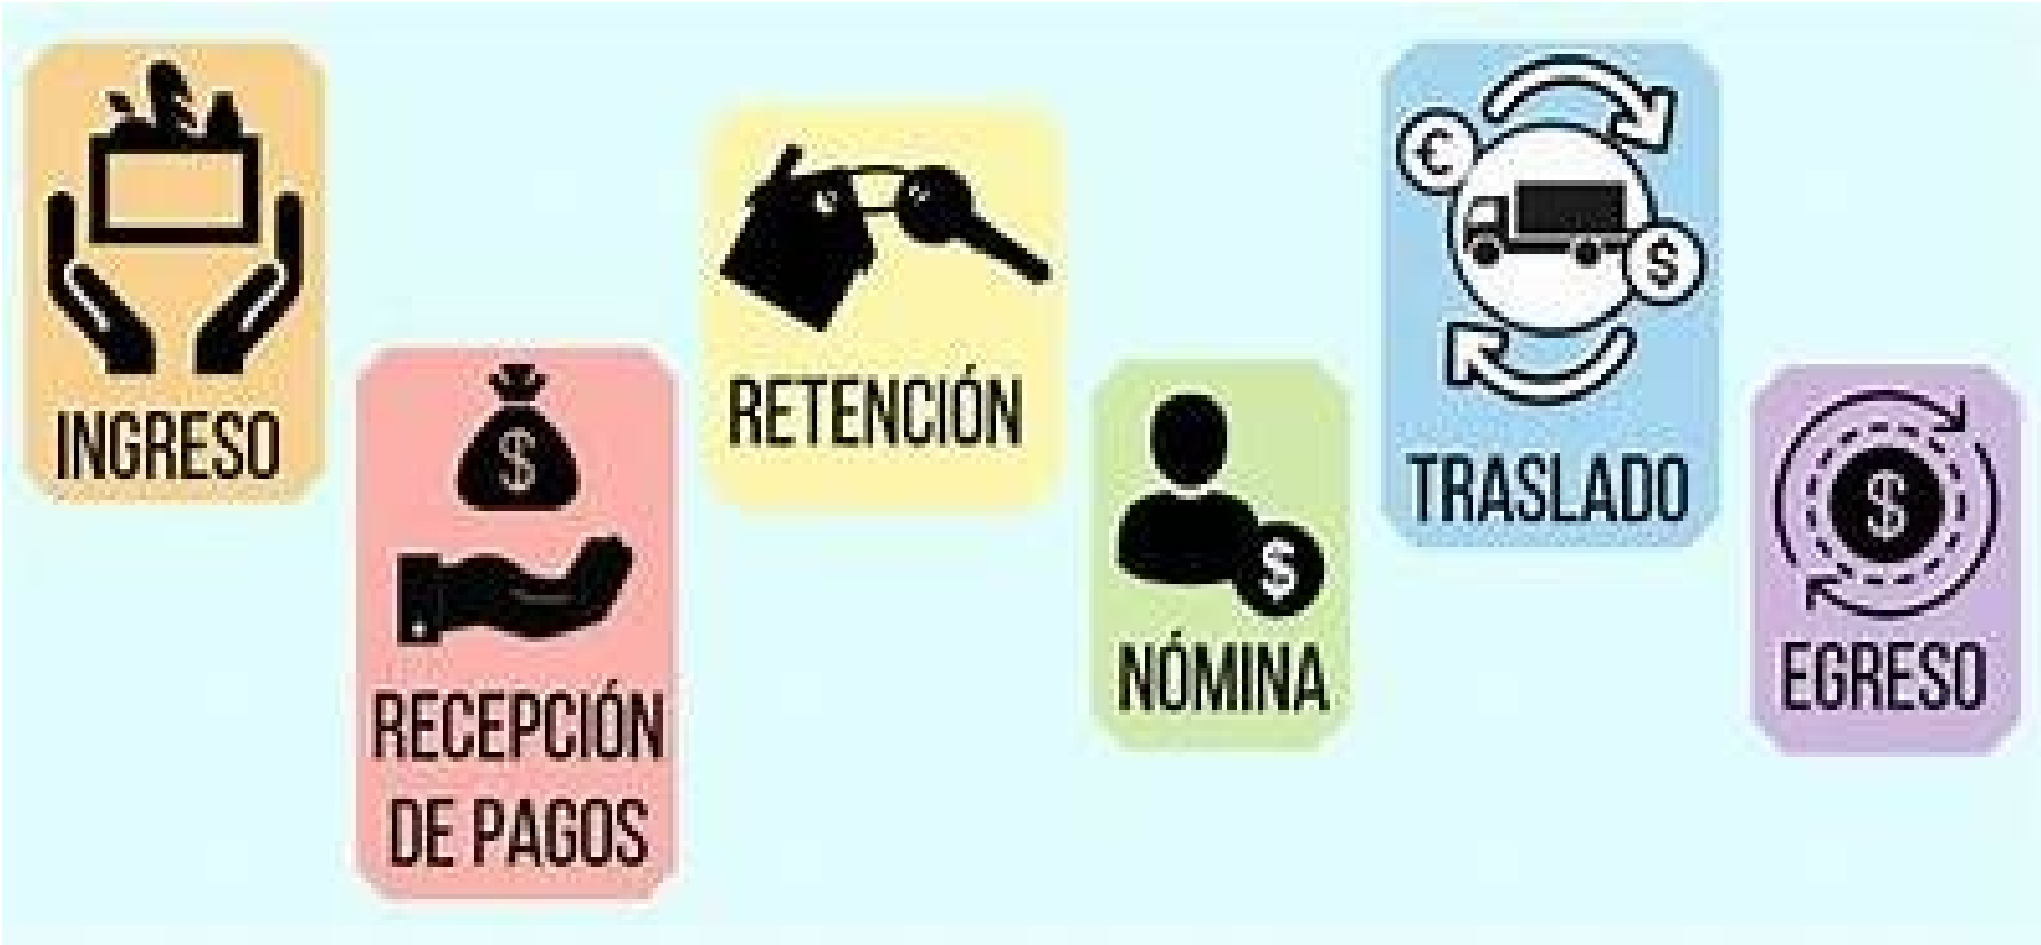 INGRESO
RECEPCIÓN
DE PAGOS
$
RETENCIÓN
NÓMINA
$
€
$
TRASLADO
$
EGRESO